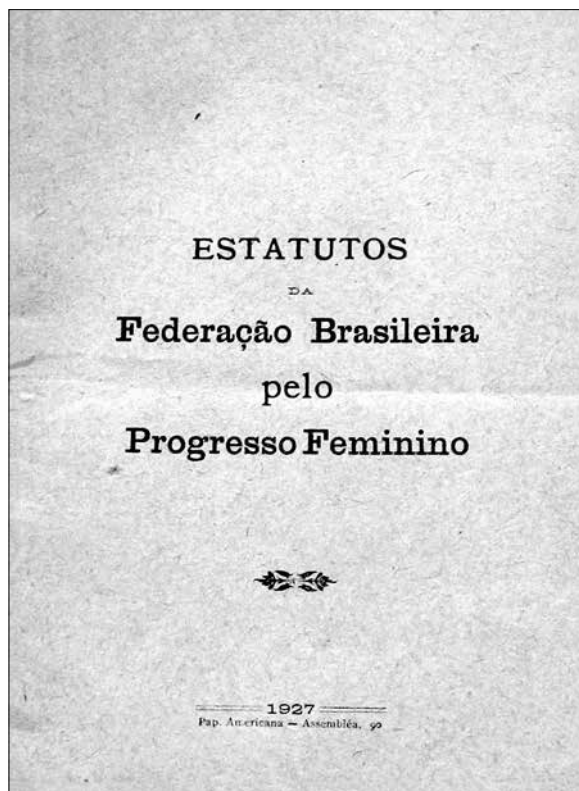 ESTATUTOS
DA
Federação Brasileira
pelo
Progresso Feminino
1927
Pap. Americana — Assembléa, 90